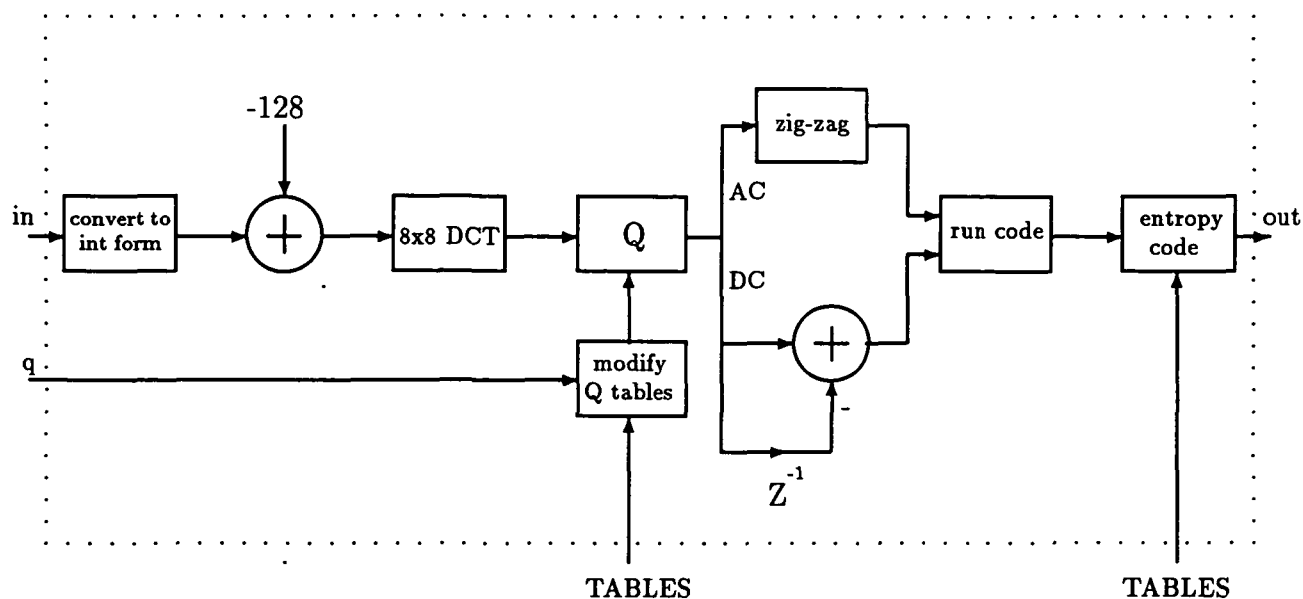 -128
zig-zag
AC
in
convert to
int form
+
8x8 DCT
Q
run code
entropy
code
out
DC
q
modify
Q tables
+
-
Z-1
TABLES
TABLES